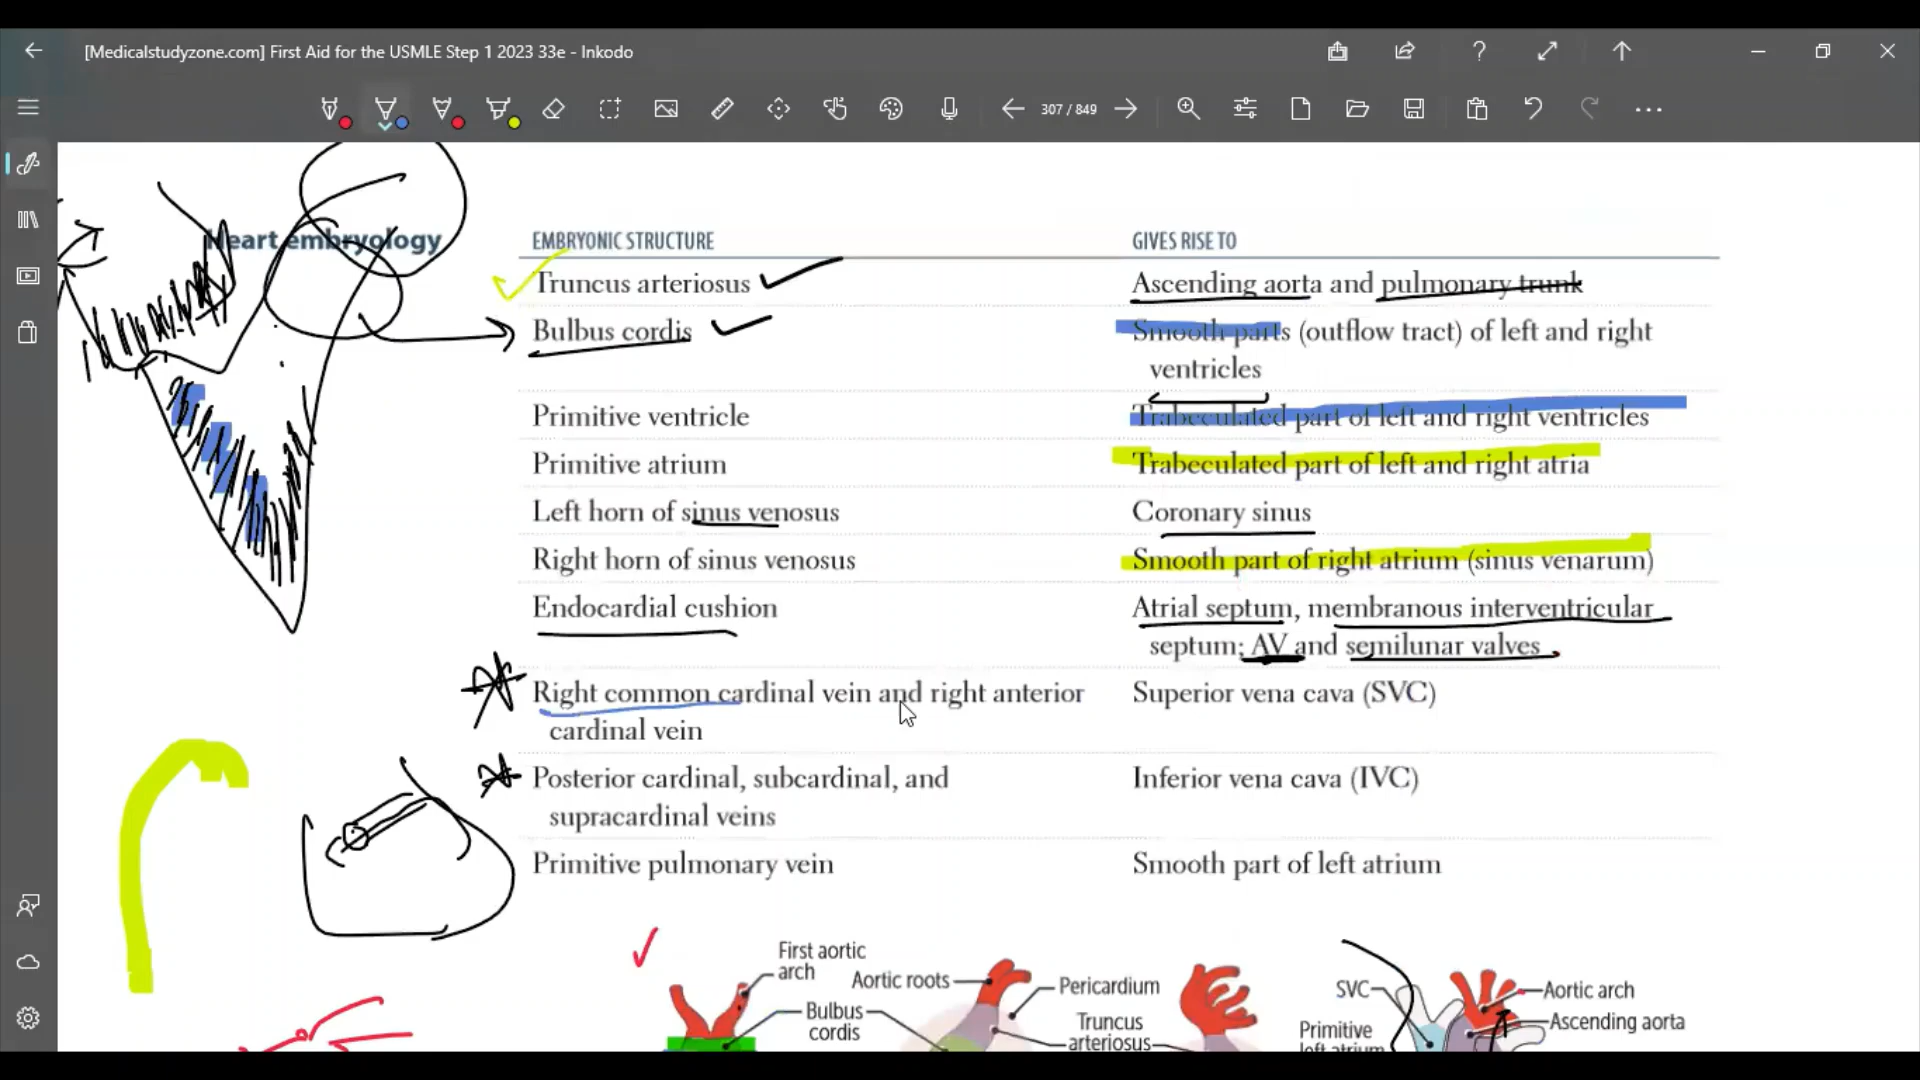 [Medicalstudyzone.com] First Aid for the USMLE Step 1 2023 33e - Inkodo
307 / 849
Heart embryology
EMBRYONIC STRUCTURE GIVES RISE TO
Truncus arteriosus Ascending aorta and pulmonary trunk
Bulbus cordis Smooth parts (outflow tract) of left and right
ventricles
Primitive ventricle Trabeculated part of left and right ventricles
Primitive atrium Trabeculated part of left and right atria
Left horn of sinus venosus Coronary sinus
Right horn of sinus venosus Smooth part of right atrium (sinus venarum)
Endocardial cushion Atrial septum, membranous interventricular
septum; AV and semilunar valves
Right common cardinal vein and right anterior Superior vena cava (SVC)
cardinal vein
Posterior cardinal, subcardinal, and Inferior vena cava (IVC)
supracardinal veins
Primitive pulmonary vein Smooth part of left atrium
First aortic
arch
Aortic roots
Pericardium
SVC
Aortic arch
Bulbus
cordis
Truncus
arteriosus
Primitive
left atrium
Ascending aorta